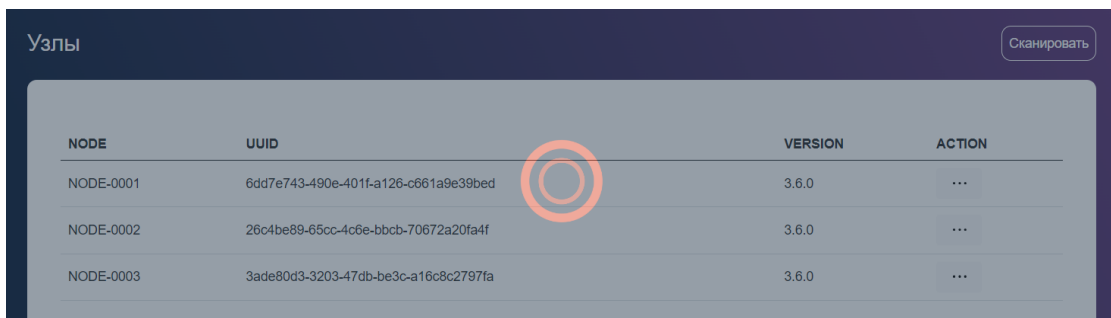 Узлы
Сканировать
NODE UUID VERSION ACTION
NODE-0001 6dd7e743-490e-401f-a126-c661a9e39bed 3.6.0 ...
NODE-0002 26c4be89-65cc-4c6e-bbcb-70672a20fa4f 3.6.0 ...
NODE-0003 3ade80d3-3203-47db-be3c-a16c8c2797fa 3.6.0 ...